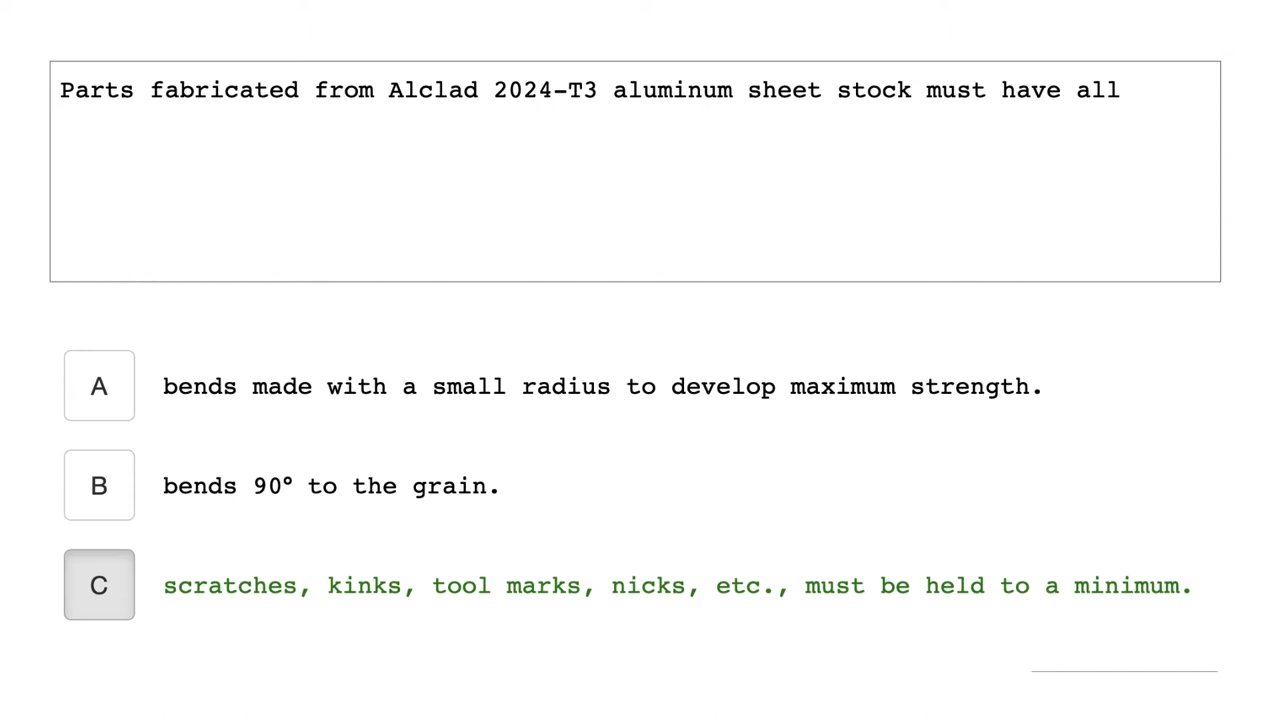 Parts fabricated from Alclad 2024-T3 aluminum sheet stock must have all
A bends made with a small radius to develop maximum strength.
B bends 90° to the grain.
C scratches, kinks, tool marks, nicks, etc., must be held to a minimum.